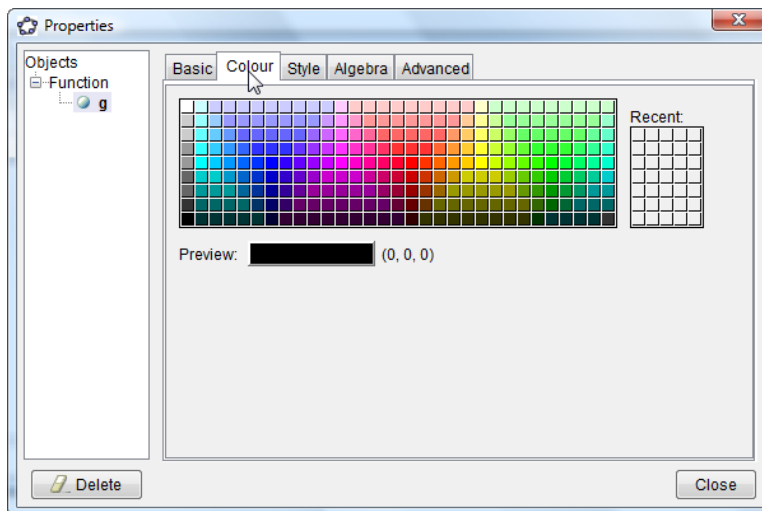 Properties
Objects
Function
g
Basic Colour Style Algebra Advanced
Recent:
Preview: (0, 0, 0)
Delete
Close